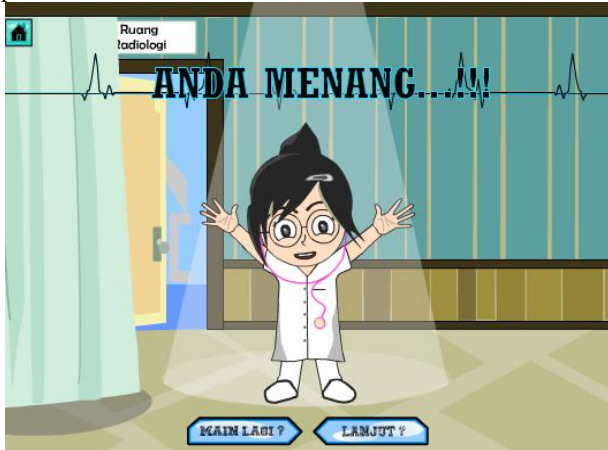 Ruang
Radiologi
ANDA MENANG...!!!
MAIN LAGI ?
LANJUT ?